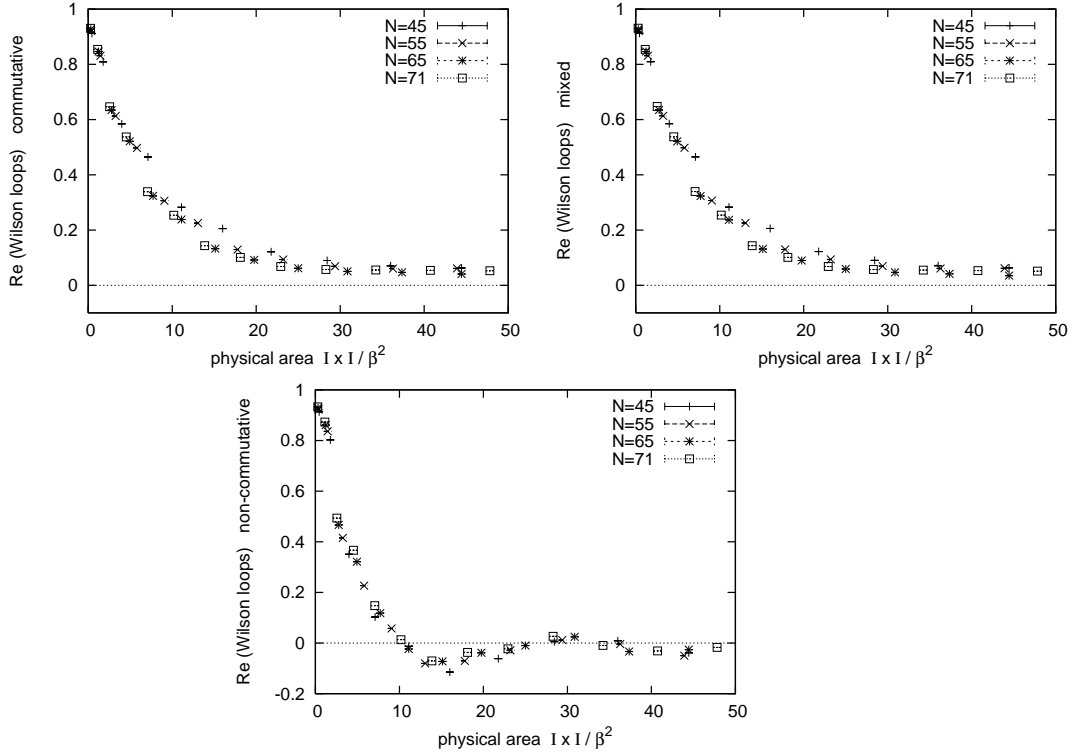 Re (Wilson loops) commutative
1
0.8
0.6
0.4
0.2
0
0 10 20 30 40 50
physical area I x I / β²
N=45
N=55
N=65
N=71
Re (Wilson loops) mixed
1
0.8
0.6
0.4
0.2
0
0 10 20 30 40 50
physical area I x I / β²
N=45
N=55
N=65
N=71
Re (Wilson loops) non-commutative
1
0.8
0.6
0.4
0.2
0
-0.2
0 10 20 30 40 50
physical area I x I / β²
N=45
N=55
N=65
N=71